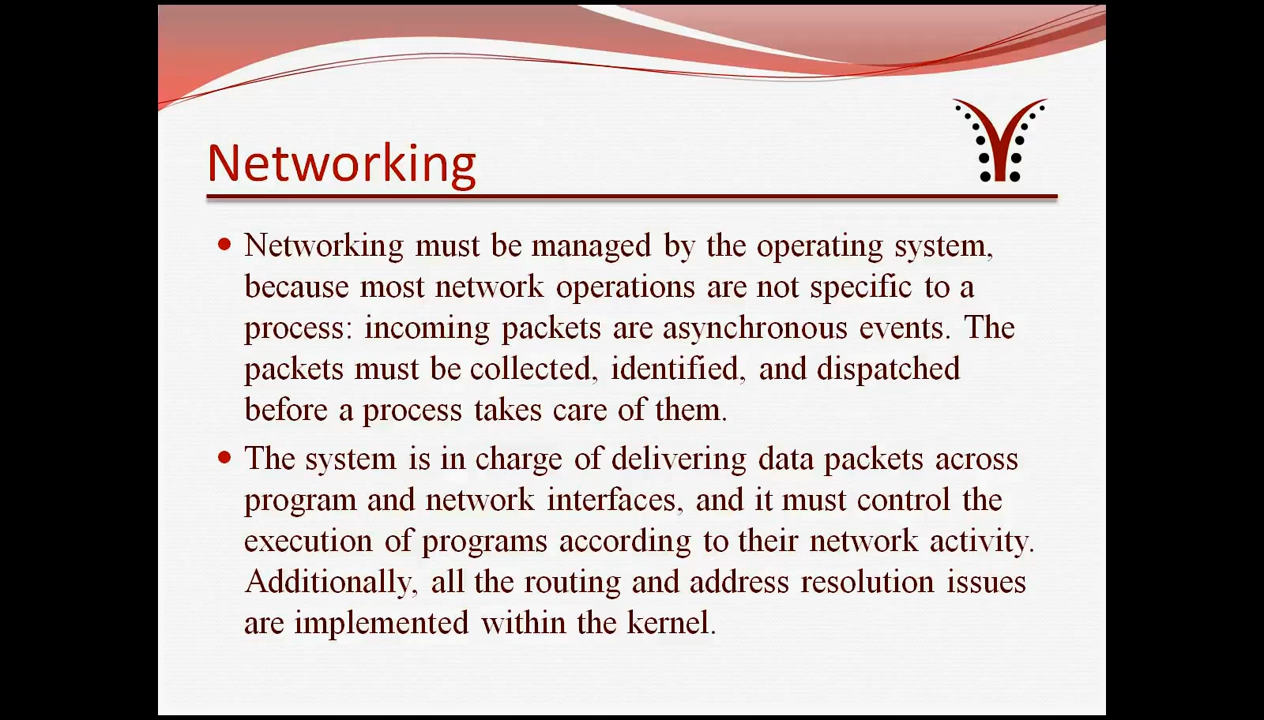 Networking
• Networking must be managed by the operating system,
because most network operations are not specific to a
process: incoming packets are asynchronous events. The
packets must be collected, identified, and dispatched
before a process takes care of them.
• The system is in charge of delivering data packets across
program and network interfaces, and it must control the
execution of programs according to their network activity.
Additionally, all the routing and address resolution issues
are implemented within the kernel.